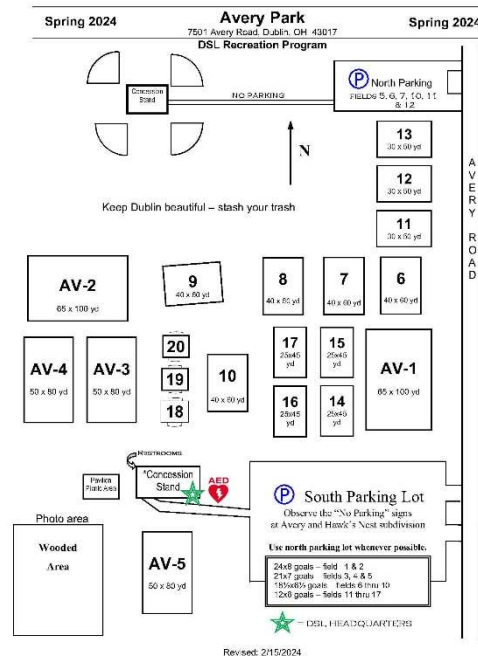 Spring 2024
Avery Park
Spring 2024
7501 Avery Road, Dublin, OH 43017
DSL Recreation Program
Concession
Stand
NO PARKING
P North Parking
FIELDS 5, 6, 7, 10, 11
& 12
N
Keep Dublin beautiful – stash your trash
13
30 x 60 yd
12
30 x 60 yd
11
30 x 60 yd
AVERY ROAD
AV-2
65 x 100 yd
9
40 x 60 yd
8
40 x 60 yd
7
40 x 60 yd
6
40 x 60 yd
AV-4
50 x 80 yd
AV-3
50 x 80 yd
20
19
18
10
40 x 60 yd
17
25x45
yd
15
25x45
yd
16
25x45
yd
14
25x45
yd
AV-1
65 x 100 yd
RESTROOMS
*Concession
Stand
AED
Pavilion
Photo area
Wooded
Area
AV-5
50 x 80 yd
P South Parking Lot
Observe the "No Parking" signs
at Avery and Hawk's Nest subdivision
Use north parking lot whenever possible.
24x8 goals – field 1 & 2
21x7 goals – fields 3, 4 & 5
18½x6½ goals – fields 6 thru 10
12x6 goals – fields 11 thru 17
– DSL HEADQUARTERS
Revised: 2/15/2024